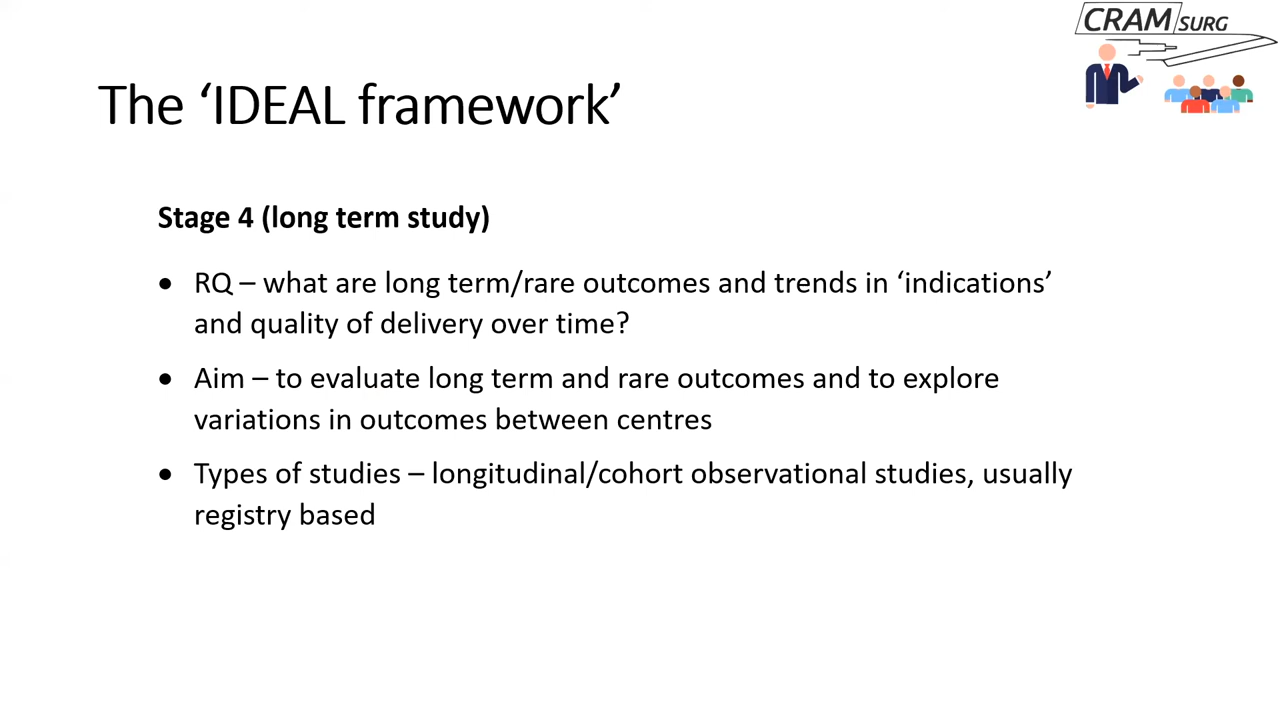 CRAM SURG
The ‘IDEAL framework’
Stage 4 (long term study)
• RQ – what are long term/rare outcomes and trends in ‘indications’
and quality of delivery over time?
• Aim – to evaluate long term and rare outcomes and to explore
variations in outcomes between centres
• Types of studies – longitudinal/cohort observational studies, usually
registry based